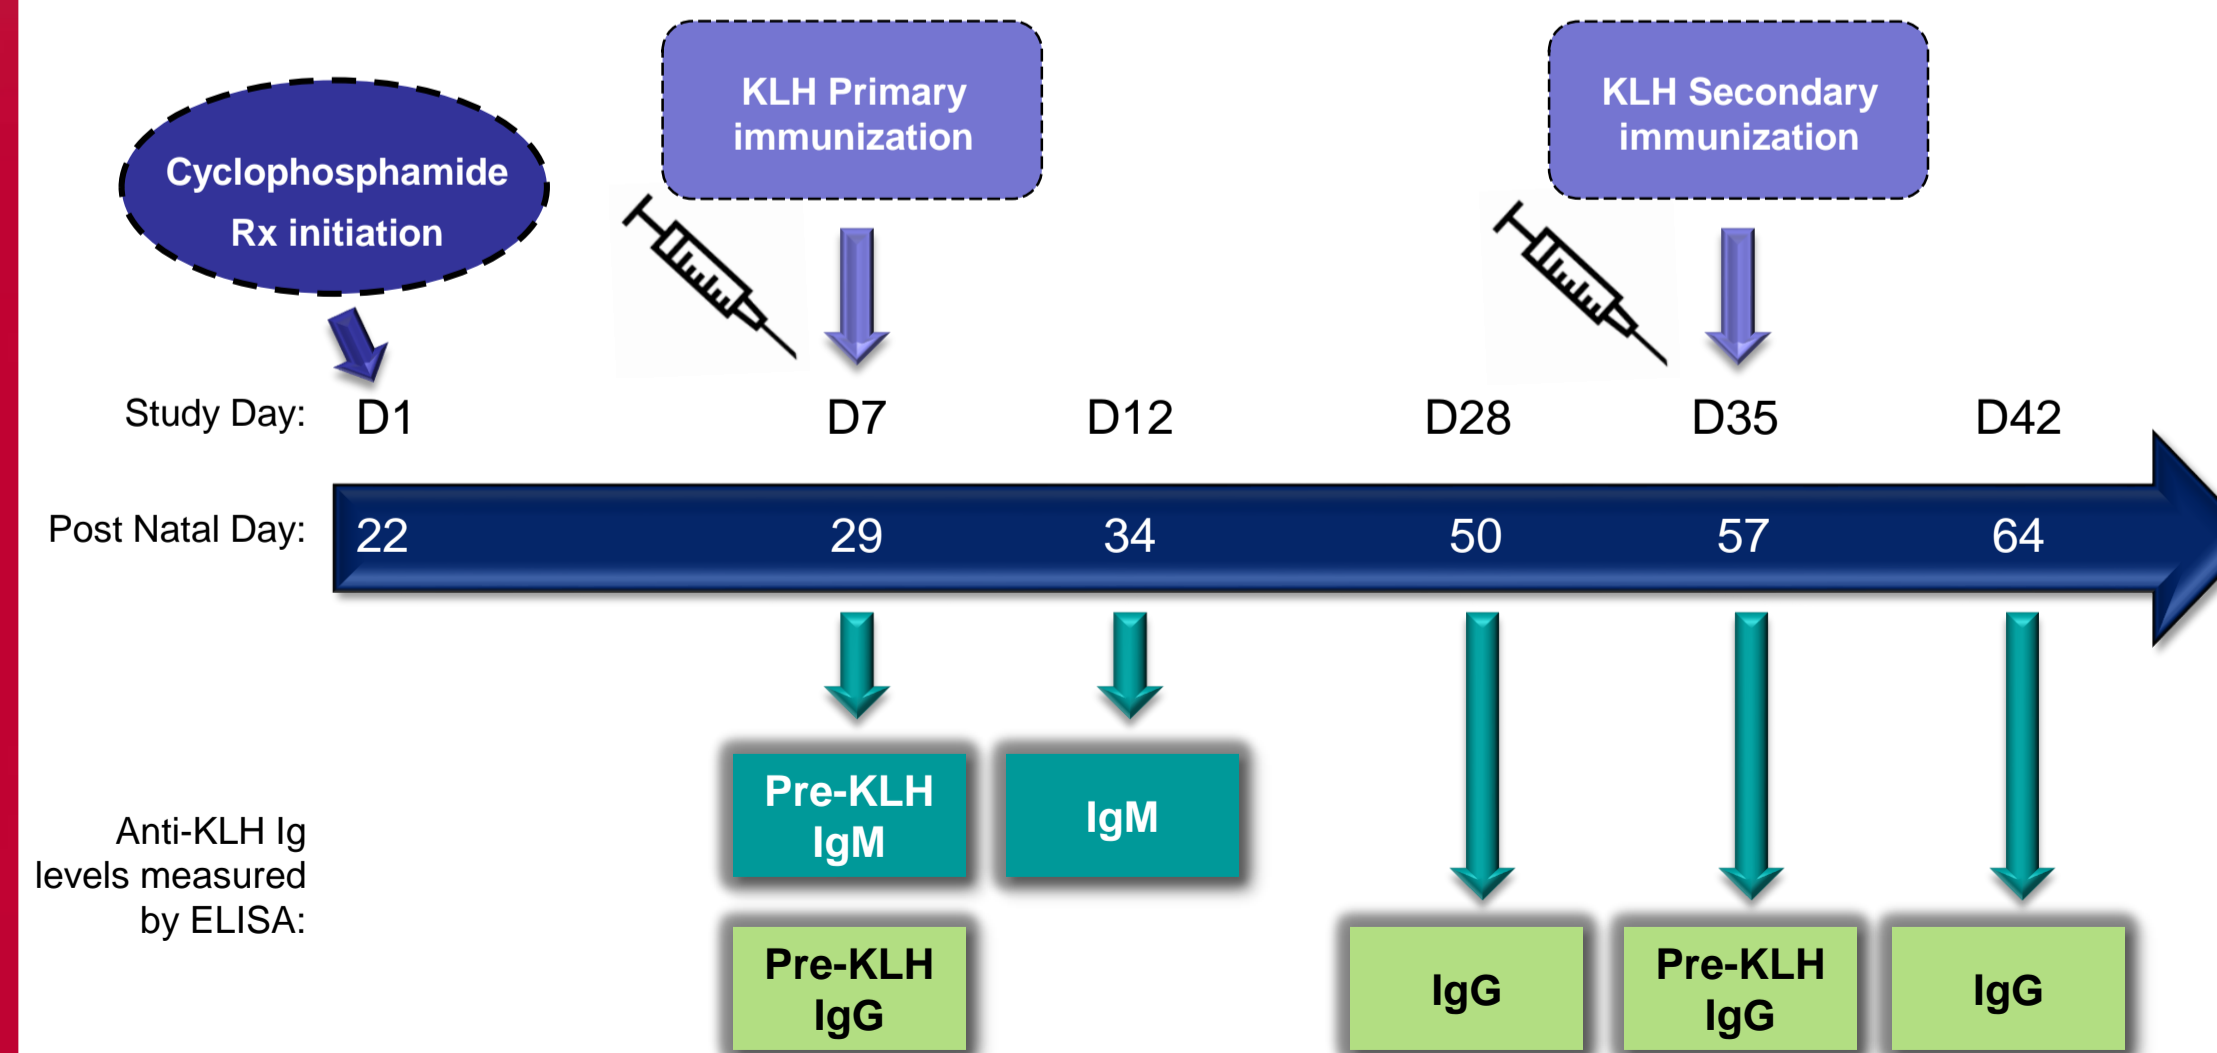 KLH Primary
immunization
KLH Secondary
immunization
Cyclophosphamide
Rx initiation
Study Day: D1 D7 D12 D28 D35 D42
Post Natal Day: 22 29 34 50 57 64
Anti-KLH Ig
levels measured
by ELISA:
Pre-KLH
IgM
IgM
Pre-KLH
IgG
IgG
Pre-KLH
IgG
IgG